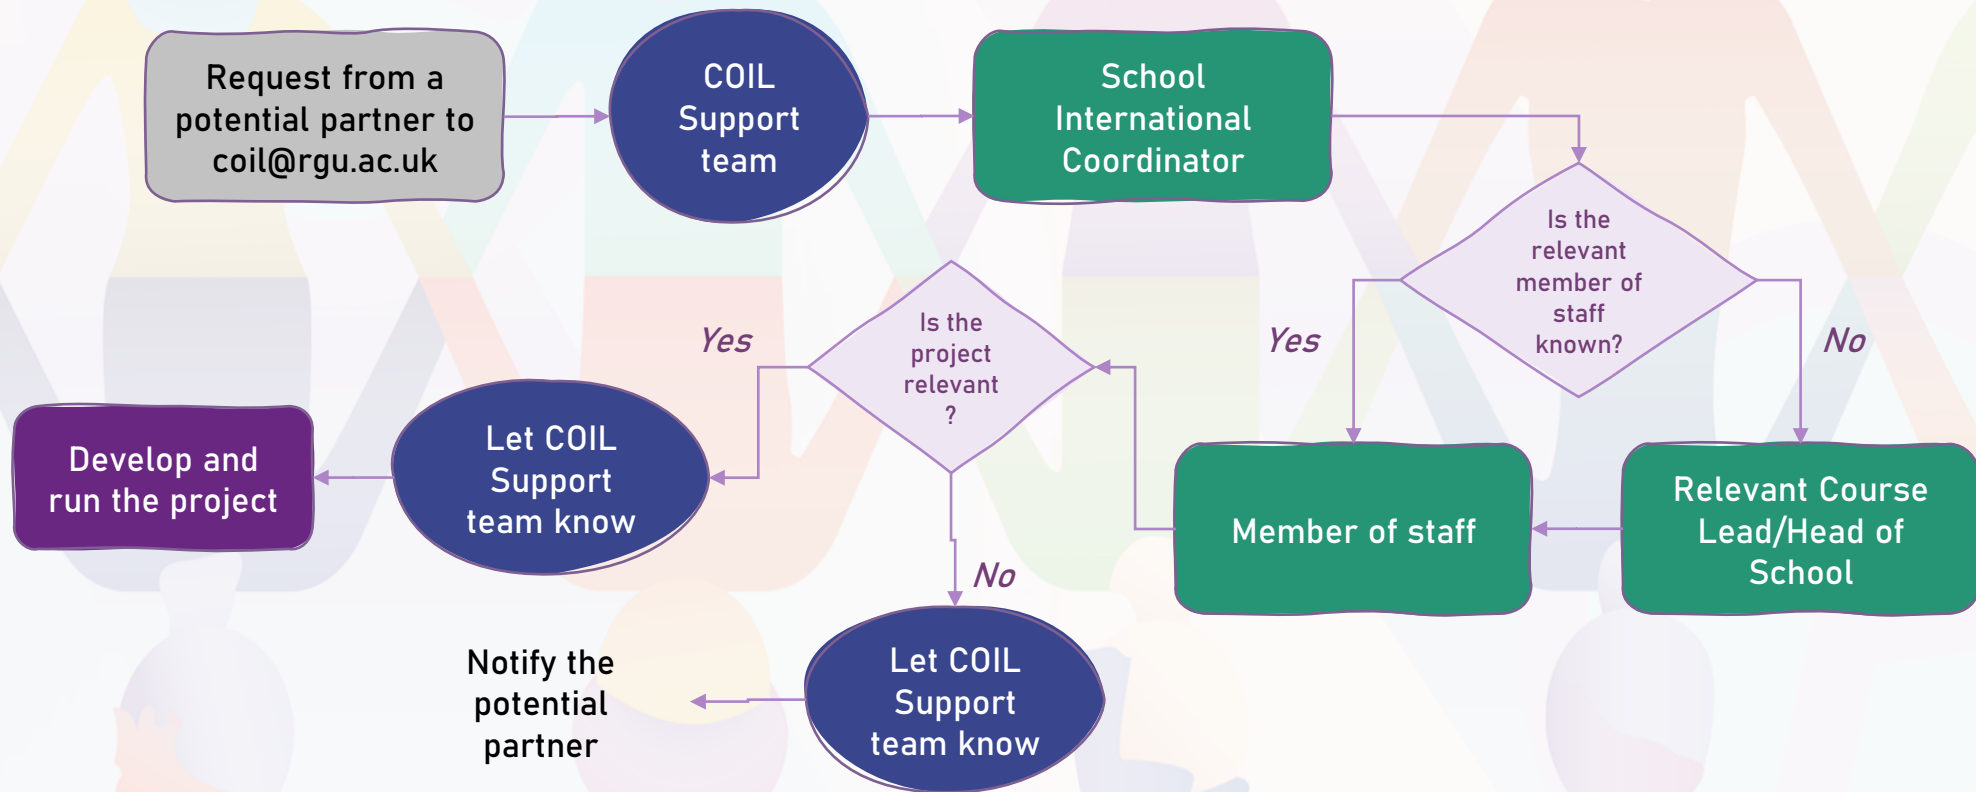 Request from a
potential partner to
coil@rgu.ac.uk
COIL
Support
team
School
International
Coordinator
Is the
relevant
member of
staff
known?
Yes
No
Relevant Course
Lead/Head of
School
Member of staff
Is the
project
relevant
?
Yes
Let COIL
Support
team know
Develop and
run the project
No
Let COIL
Support
team know
Notify the
potential
partner